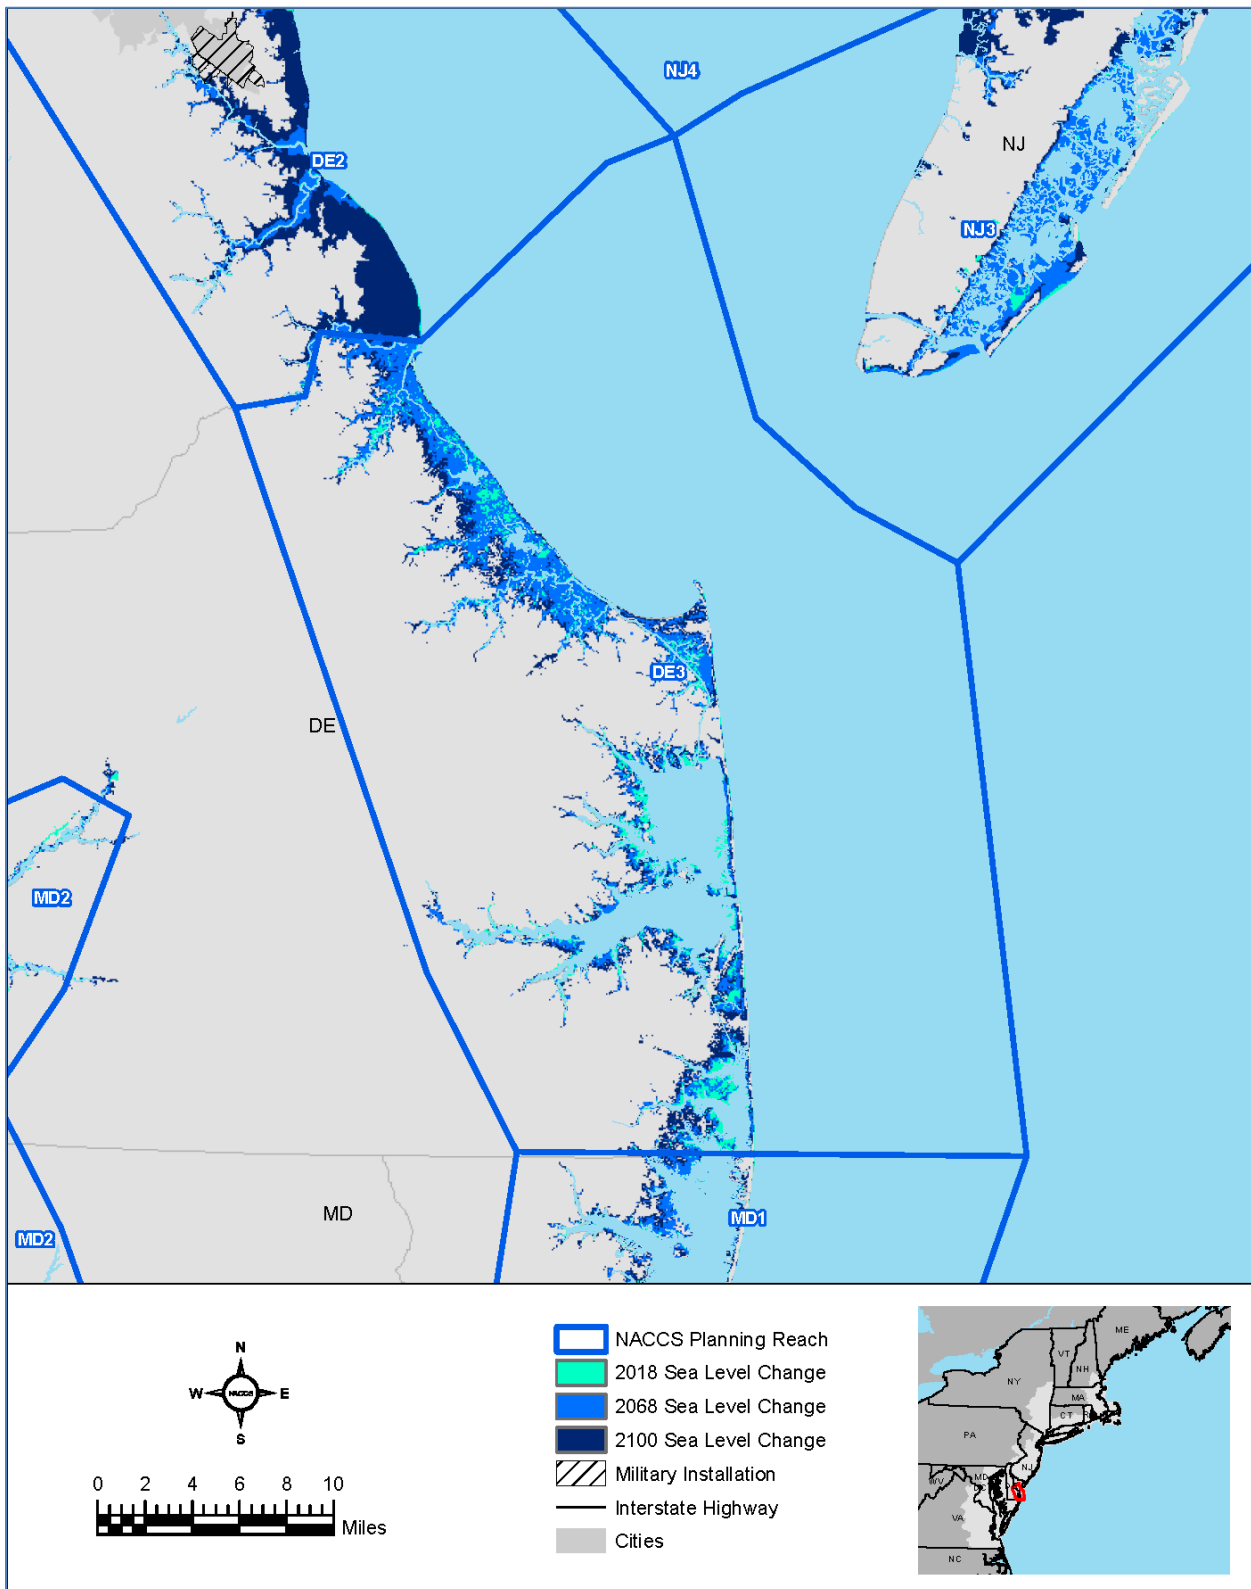 NJ4
NJ
DE2
NJ3
DE3
DE
MD2
MD
MD1
MD2
N
W NACCS E
S
0 2 4 6 8 10
Miles
NACCS Planning Reach
2018 Sea Level Change
2068 Sea Level Change
2100 Sea Level Change
Military Installation
Interstate Highway
Cities
ME
VT
NH
NY
MA
CT
PA
NJ
MD
WV
VA
NC